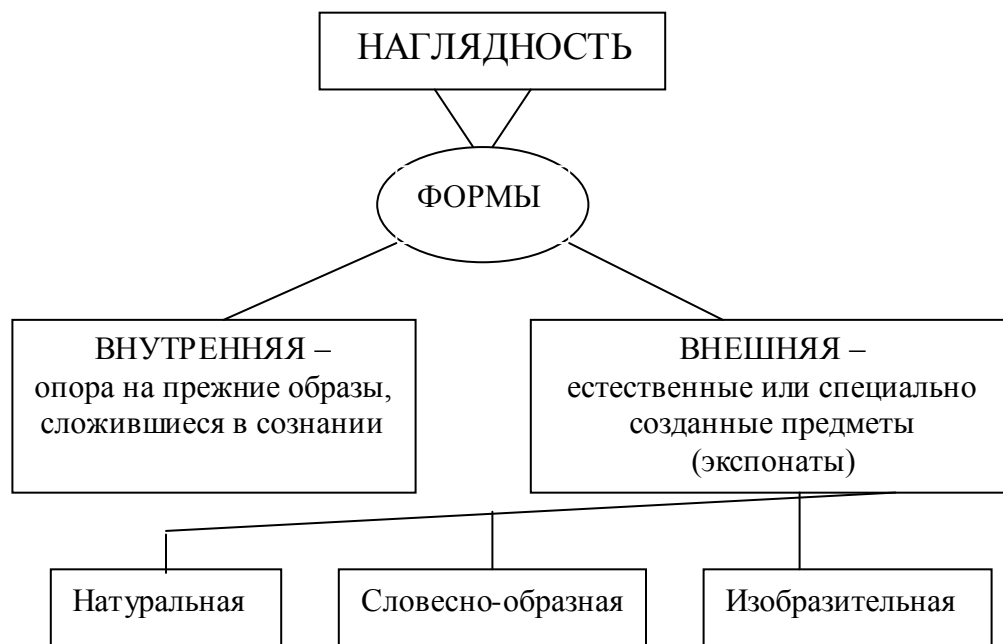 НАГЛЯДНОСТЬ
ФОРМЫ
ВНУТРЕННЯЯ –
опора на прежние образы,
сложившиеся в сознании
ВНЕШНЯЯ –
естественные или специально
созданные предметы
(экспонаты)
Натуральная
Словесно-образная
Изобразительная